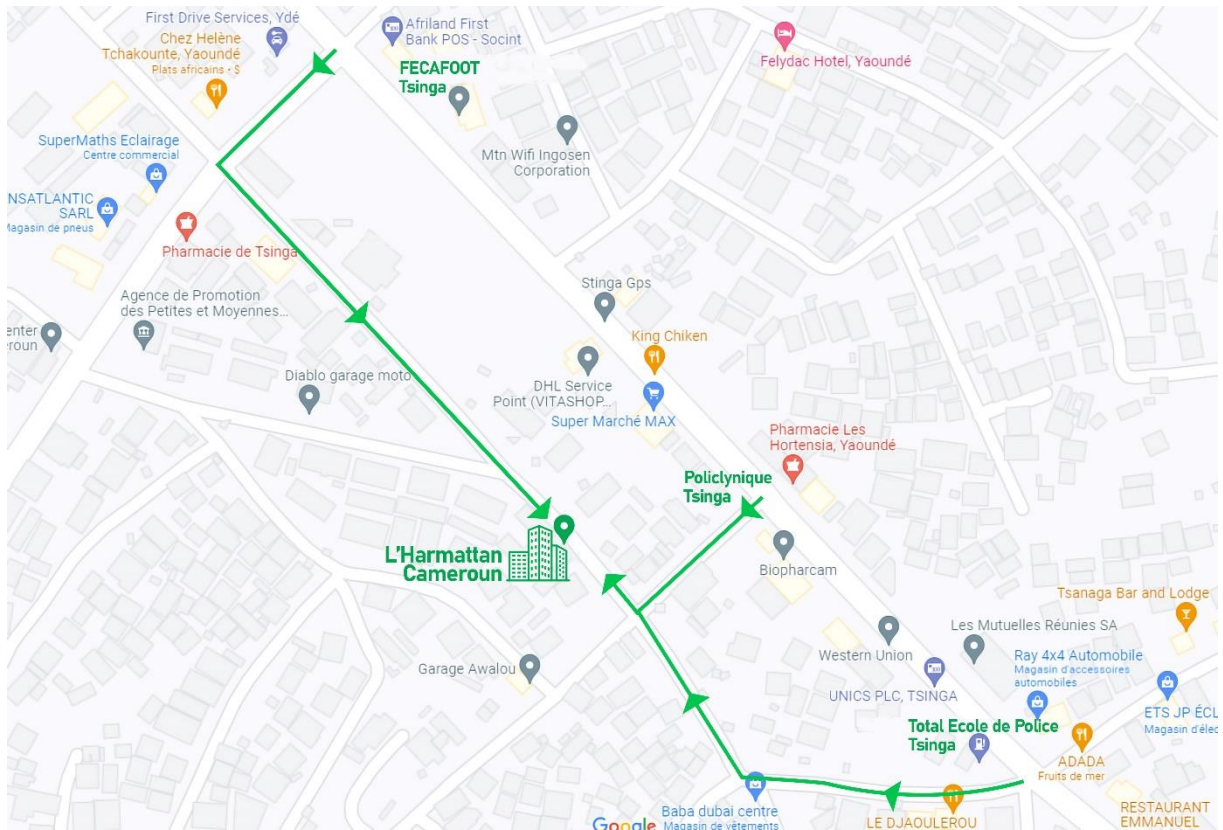 First Drive Services, Ydé
Chez Helène
Tchakounte, Yaoundé
Plats africains • $
Afriland First
Bank POS - Socint
FECAFOOT
Tsinga
Felydac Hotel, Yaoundé
SuperMaths Eclairage
Centre commercial
Mtn Wifi Ingosen
Corporation
NSATLANTIC
SARL
Magasin de pneus
Pharmacie de Tsinga
Agence de Promotion
des Petites et Moyennes...
Stinga Gps
enter
eroun
King Chiken
Diablo garage moto
DHL Service
Point (VITASHOP...
Super Marché MAX
Pharmacie Les
Hortensia, Yaoundé
Policlynique
Tsinga
L'Harmattan
Cameroun
Biopharcam
Tsanaga Bar and Lodge
Les Mutuelles Réunies SA
Western Union
Garage Awalou
Ray 4x4 Automobile
Magasin d'accessoires
automobiles
UNICS PLC, TSINGA
ETS JP ÉCL
Magasin d'élec
Total Ecole de Police
Tsinga
ADADA
Fruits de mer
Google
Baba dubai centre
Magasin de vêtements
LE DJAOULEROU
RESTAURANT
EMMANUEL